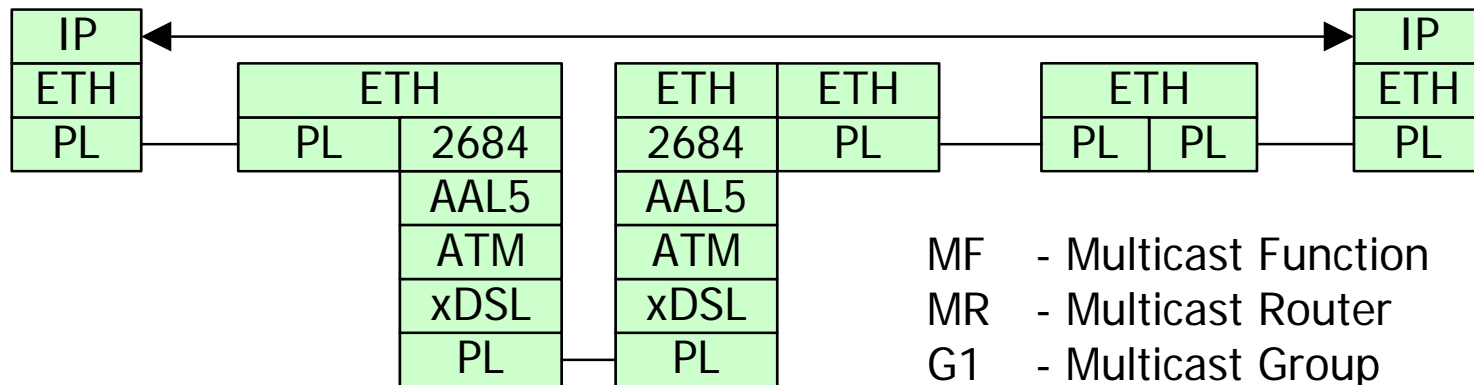 IP IP
ETH ETH ETH ETH ETH ETH
PL PL 2684 2684 PL PL PL PL
AAL5 AAL5
ATM ATM MF - Multicast Function
xDSL xDSL MR - Multicast Router
PL PL G1 - Multicast Group